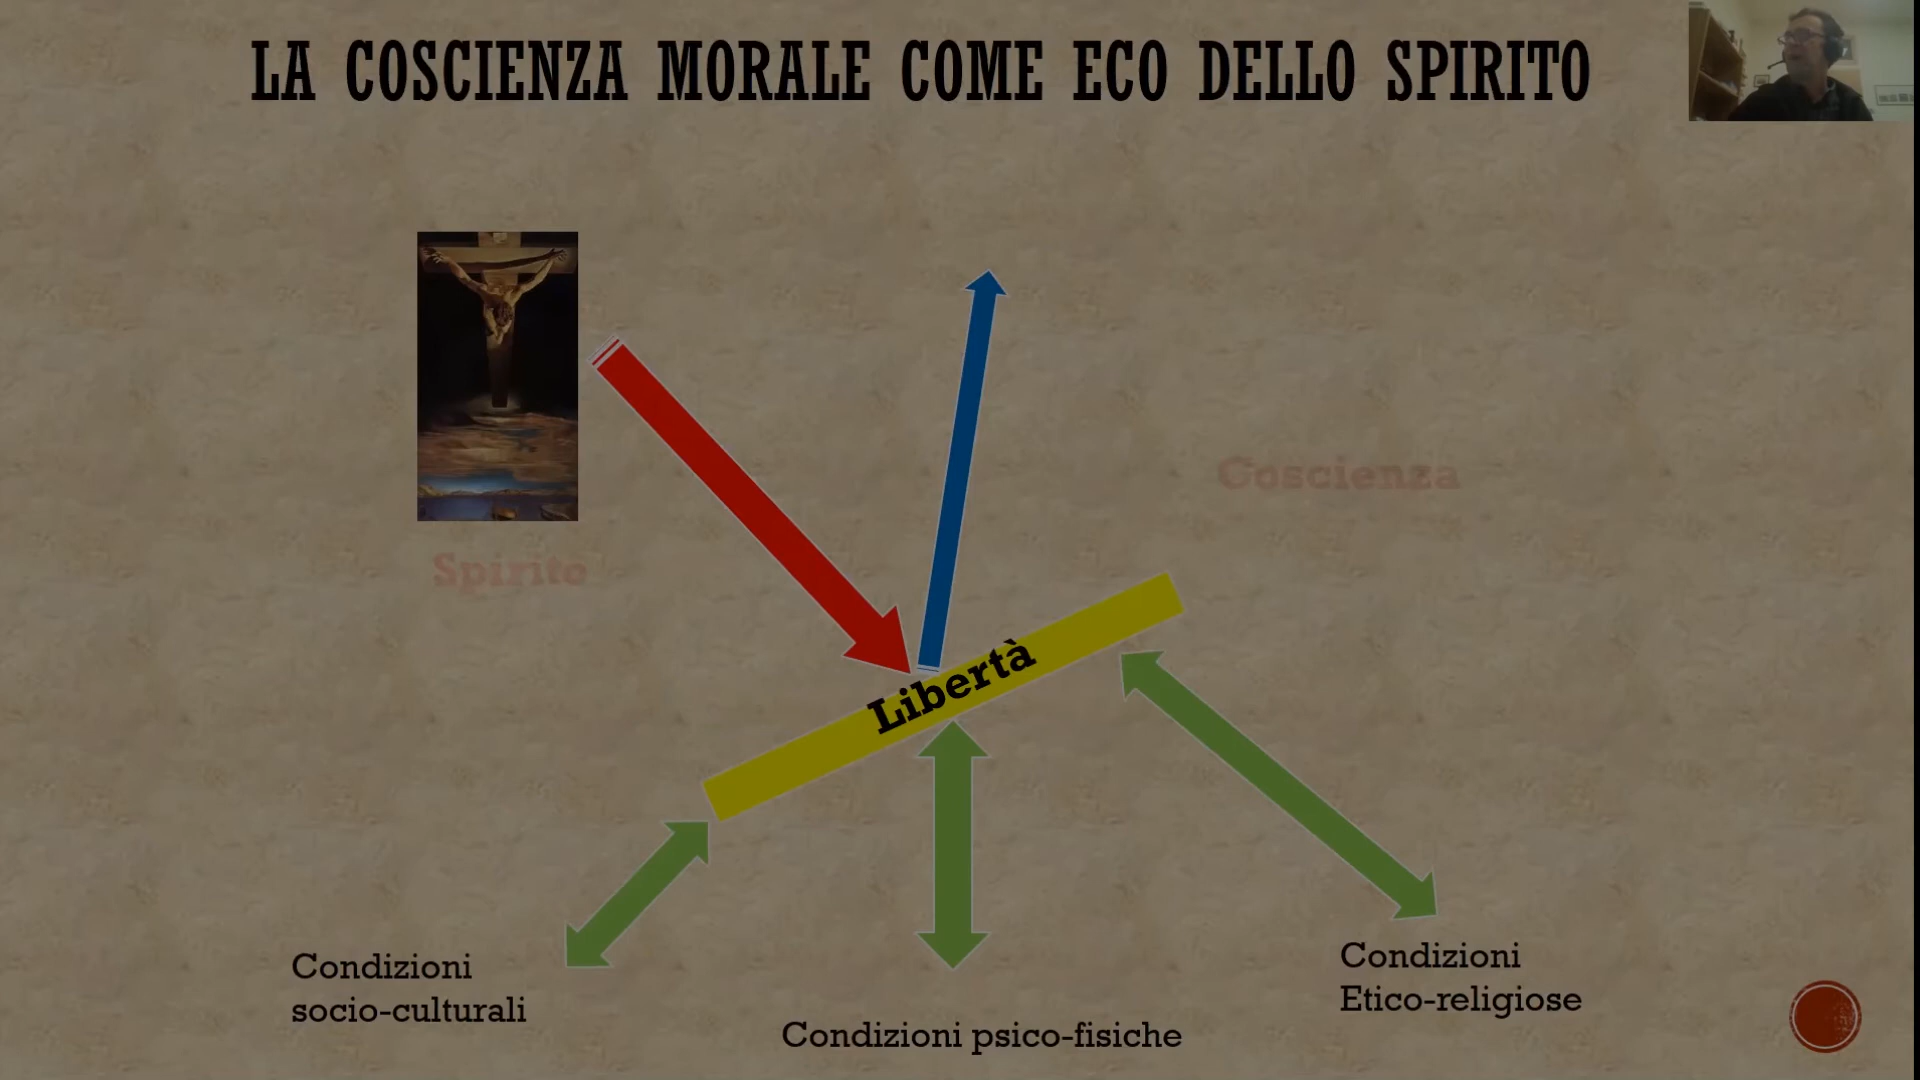 LA COSCIENZA MORALE COME ECO DELLO SPIRITO
Coscienza
Spirito
Libertà
Condizioni
socio-culturali
Condizioni psico-fisiche
Condizioni
Etico-religiose